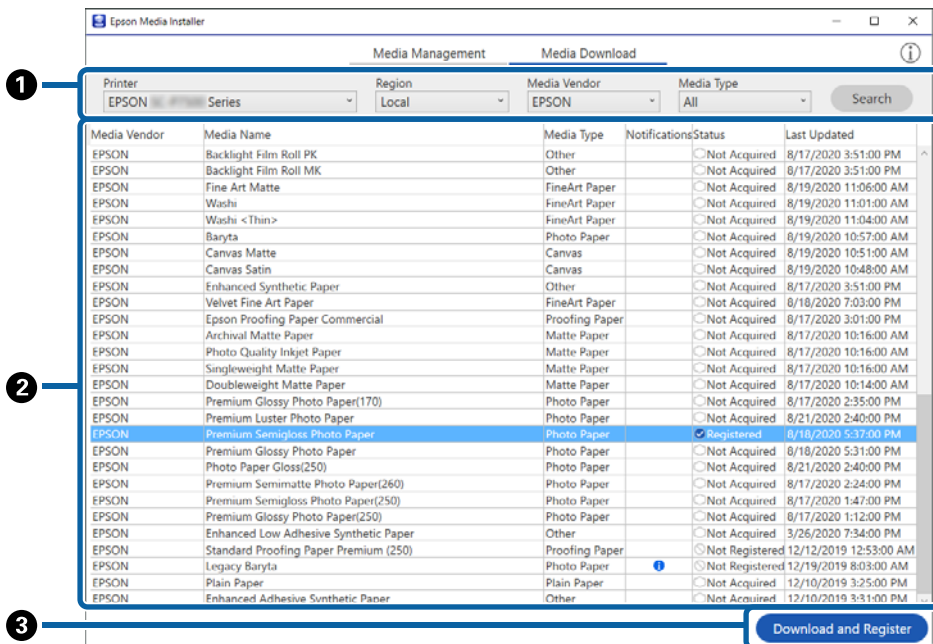 Epson Media Installer
Media Management Media Download
1
Printer Region Media Vendor Media Type
EPSON Series Local EPSON All Search
2
Media Vendor Media Name Media Type Notifications Status Last Updated
EPSON Backlight Film Roll PK Other Not Acquired 8/17/2020 3:51:00 PM
EPSON Backlight Film Roll MK Other Not Acquired 8/17/2020 3:51:00 PM
EPSON Fine Art Matte FineArt Paper Not Acquired 8/19/2020 11:06:00 AM
EPSON Washi FineArt Paper Not Acquired 8/19/2020 11:01:00 AM
EPSON Washi <Thin> FineArt Paper Not Acquired 8/19/2020 11:04:00 AM
EPSON Baryta Photo Paper Not Acquired 8/19/2020 10:57:00 AM
EPSON Canvas Matte Canvas Not Acquired 8/19/2020 10:51:00 AM
EPSON Canvas Satin Canvas Not Acquired 8/19/2020 10:48:00 AM
EPSON Enhanced Synthetic Paper Other Not Acquired 8/17/2020 3:51:00 PM
EPSON Velvet Fine Art Paper FineArt Paper Not Acquired 8/18/2020 7:03:00 PM
EPSON Epson Proofing Paper Commercial Proofing Paper Not Acquired 8/17/2020 3:01:00 PM
EPSON Archival Matte Paper Matte Paper Not Acquired 8/17/2020 10:16:00 AM
EPSON Photo Quality Inkjet Paper Matte Paper Not Acquired 8/17/2020 10:16:00 AM
EPSON Singleweight Matte Paper Matte Paper Not Acquired 8/17/2020 10:16:00 AM
EPSON Doubleweight Matte Paper Matte Paper Not Acquired 8/17/2020 10:14:00 AM
EPSON Premium Glossy Photo Paper(170) Photo Paper Not Acquired 8/17/2020 2:35:00 PM
EPSON Premium Luster Photo Paper Photo Paper Not Acquired 8/21/2020 2:40:00 PM
EPSON Premium Semigloss Photo Paper Photo Paper Registered 8/18/2020 5:37:00 PM
EPSON Premium Glossy Photo Paper Photo Paper Not Acquired 8/18/2020 5:31:00 PM
EPSON Photo Paper Gloss(250) Photo Paper Not Acquired 8/21/2020 2:40:00 PM
EPSON Premium Semimatte Photo Paper(260) Photo Paper Not Acquired 8/17/2020 2:24:00 PM
EPSON Premium Semigloss Photo Paper(250) Photo Paper Not Acquired 8/17/2020 1:47:00 PM
EPSON Premium Glossy Photo Paper(250) Photo Paper Not Acquired 8/17/2020 1:12:00 PM
EPSON Enhanced Low Adhesive Synthetic Paper Other Not Acquired 3/26/2020 7:34:00 PM
EPSON Standard Proofing Paper Premium (250) Proofing Paper Not Registered 12/12/2019 12:53:00 AM
EPSON Legacy Baryta Photo Paper Not Registered 12/19/2019 8:03:00 AM
EPSON Plain Paper Plain Paper Not Acquired 12/10/2019 3:25:00 PM
EPSON Enhanced Adhesive Synthetic Paper Other Not Acquired 12/10/2019 3:31:00 PM
3
Download and Register